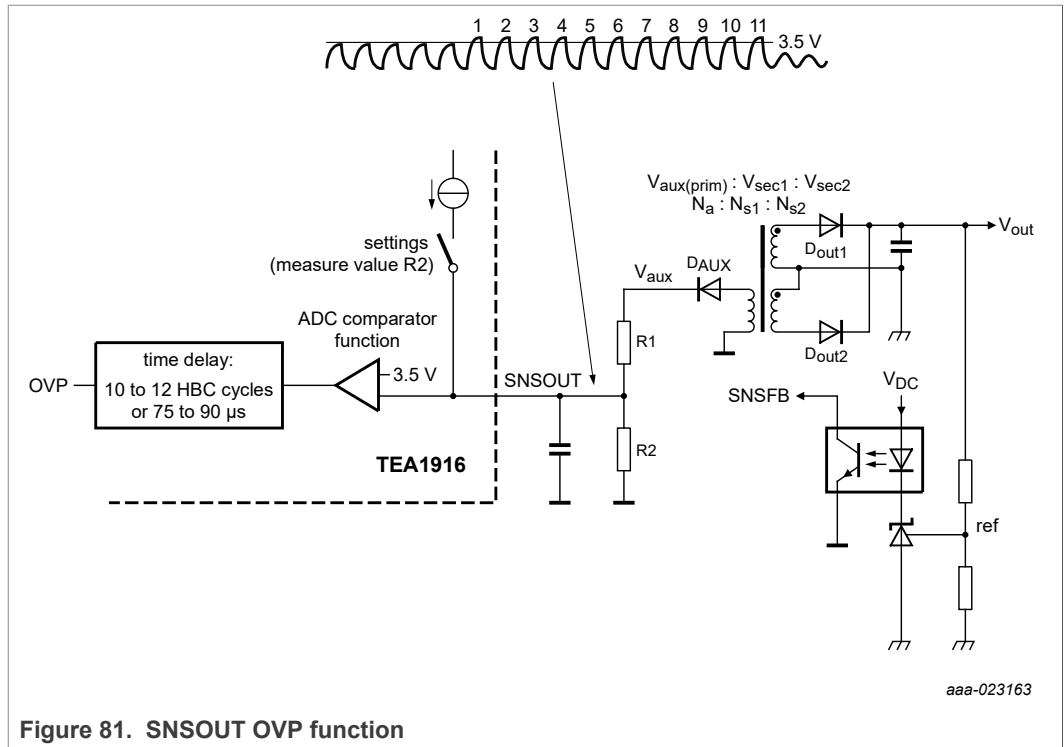 1 2 3 4 5 6 7 8 9 10 11
3.5 V
Vaux(prim) : Vsec1 : Vsec2
Na : Ns1 : Ns2
settings
(measure value R2)
Vaux
DAUX
Dout1
Vout
ADC comparator
function
R1
Dout2
time delay:
10 to 12 HBC cycles
or 75 to 90 µs
OVP
3.5 V
SNSOUT
SNSFB
VDC
TEA1916
R2
ref
aaa-023163
Figure 81. SNSOUT OVP function